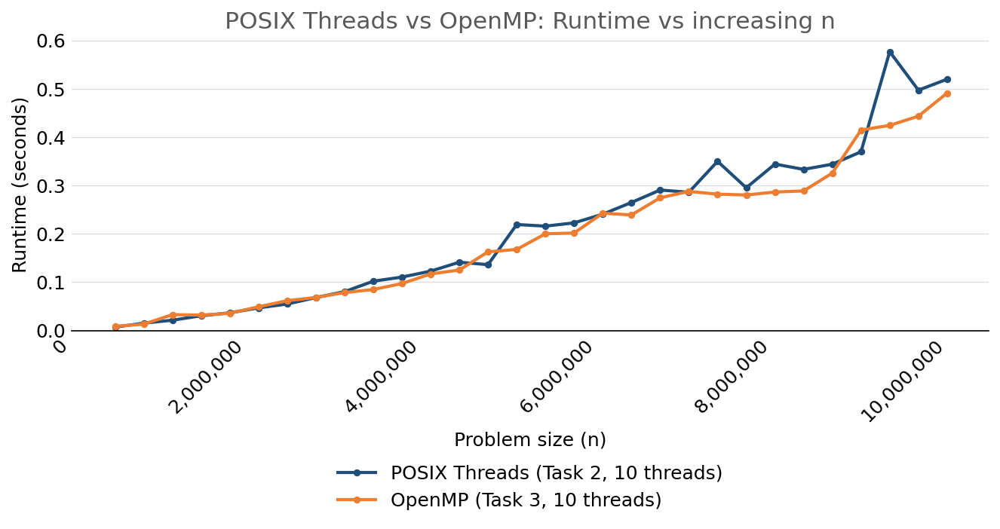 POSIX Threads vs OpenMP: Runtime vs increasing n
0.6
0.5
0.4
0.3
0.2
0.1
0.0
Runtime (seconds)
0
2,000,000
4,000,000
6,000,000
8,000,000
10,000,000
Problem size (n)
POSIX Threads (Task 2, 10 threads)
OpenMP (Task 3, 10 threads)